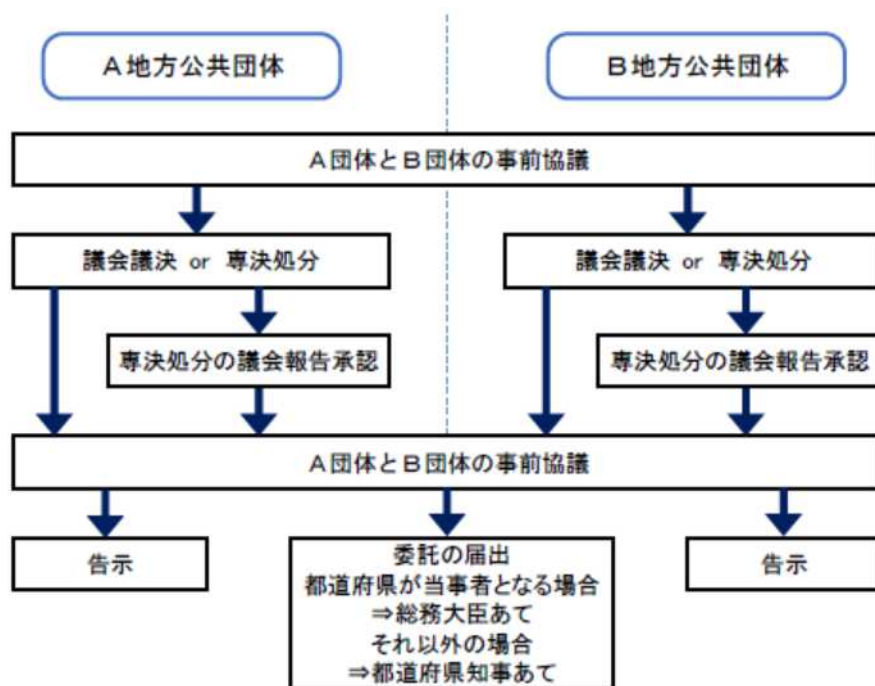 A地方公共団体
B地方公共団体
A団体とB団体の事前協議
議会議決 or 専決処分
議会議決 or 専決処分
専決処分の議会報告承認
専決処分の議会報告承認
A団体とB団体の事前協議
告示
委託の届出
都道府県が当事者となる場合
⇒総務大臣あて
それ以外の場合
⇒都道府県知事あて
告示